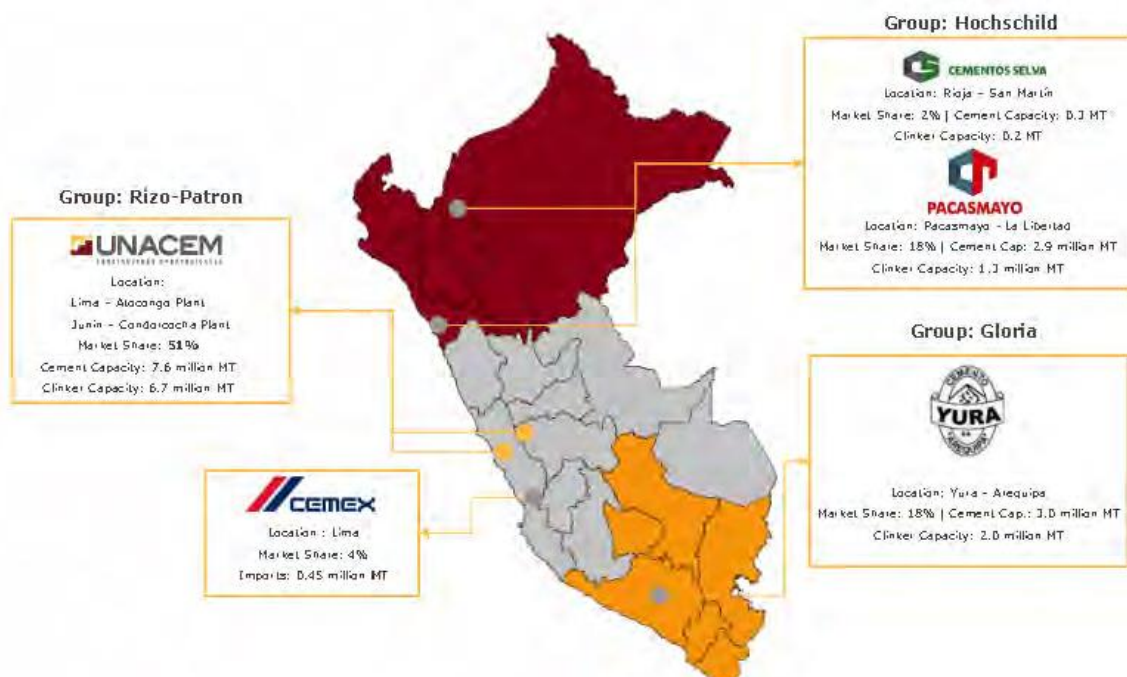 Group: Hochschild
CEMENTOS SELVA
Location: Rioja - San Martín
Market Share: 2% | Cement Capacity: 0.3 MT
Clinker Capacity: 0.2 MT
PACASMAYO
Location: Pacasmayo - La Libertad
Market Share: 18% | Cement Cap: 2.9 million MT
Clinker Capacity: 1.3 million MT
Group: Rizo-Patron
UNACEM
Location:
Lima - Atocongo Plant
Junín - Condorcocha Plant
Market Share: 51%
Cement Capacity: 7.6 million MT
Clinker Capacity: 6.7 million MT
Group: Gloria
CEMENTO
YURA
AREQUIPA
Location: Yura - Arequipa
Market Share: 18% | Cement Cap.: 3.0 million MT
Clinker Capacity: 2.0 million MT
CEMEX
Location : Lima
Market Share: 4%
Imports: 0.45 million MT